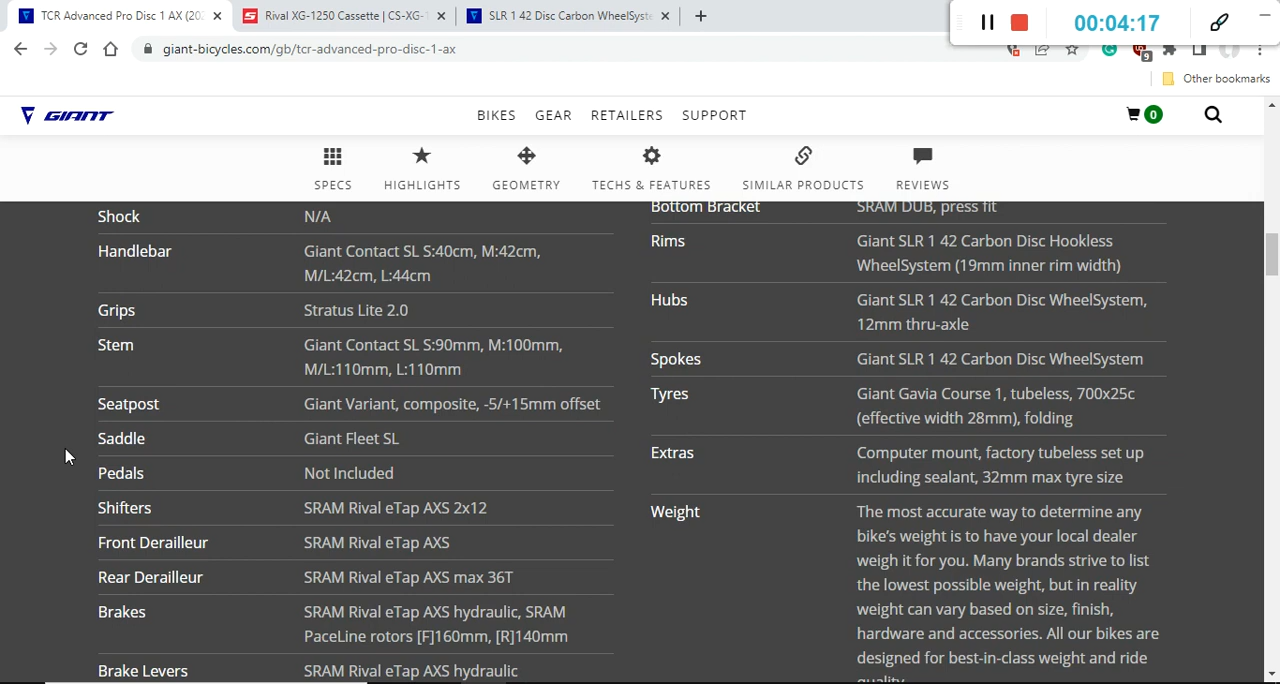 TCR Advanced Pro Disc 1 AX (20
Rival XG-1250 Cassette | CS-XG-
SLR 1 42 Disc Carbon WheelSyste
00:04:17
giant-bicycles.com/gb/tcr-advanced-pro-disc-1-ax
9
Other bookmarks
GIANT
BIKES GEAR RETAILERS SUPPORT
0
SPECS HIGHLIGHTS GEOMETRY TECHS & FEATURES SIMILAR PRODUCTS REVIEWS
Shock N/A
Handlebar Giant Contact SL S:40cm, M:42cm,
M/L:42cm, L:44cm
Grips Stratus Lite 2.0
Stem Giant Contact SL S:90mm, M:100mm,
M/L:110mm, L:110mm
Seatpost Giant Variant, composite, -5/+15mm offset
Saddle Giant Fleet SL
Pedals Not Included
Shifters SRAM Rival eTap AXS 2x12
Front Derailleur SRAM Rival eTap AXS
Rear Derailleur SRAM Rival eTap AXS max 36T
Brakes SRAM Rival eTap AXS hydraulic, SRAM
PaceLine rotors [F]160mm, [R]140mm
Brake Levers SRAM Rival eTap AXS hydraulic
Bottom Bracket SRAM DUB, press fit
Rims Giant SLR 1 42 Carbon Disc Hookless
WheelSystem (19mm inner rim width)
Hubs Giant SLR 1 42 Carbon Disc WheelSystem,
12mm thru-axle
Spokes Giant SLR 1 42 Carbon Disc WheelSystem
Tyres Giant Gavia Course 1, tubeless, 700x25c
(effective width 28mm), folding
Extras Computer mount, factory tubeless set up
including sealant, 32mm max tyre size
Weight The most accurate way to determine any
bike's weight is to have your local dealer
weigh it for you. Many brands strive to list
the lowest possible weight, but in reality
weight can vary based on size, finish,
hardware and accessories. All our bikes are
designed for best-in-class weight and ride
quality